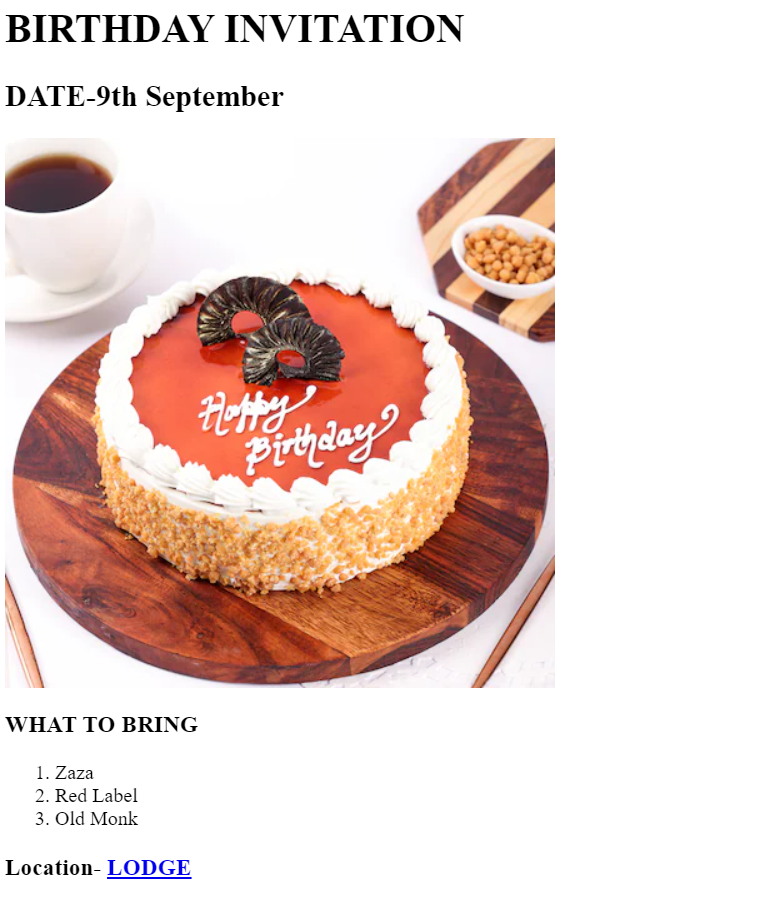 BIRTHDAY INVITATION
DATE-9th September
Happy
Birthday
WHAT TO BRING
1. Zaza
2. Red Label
3. Old Monk
Location- LODGE